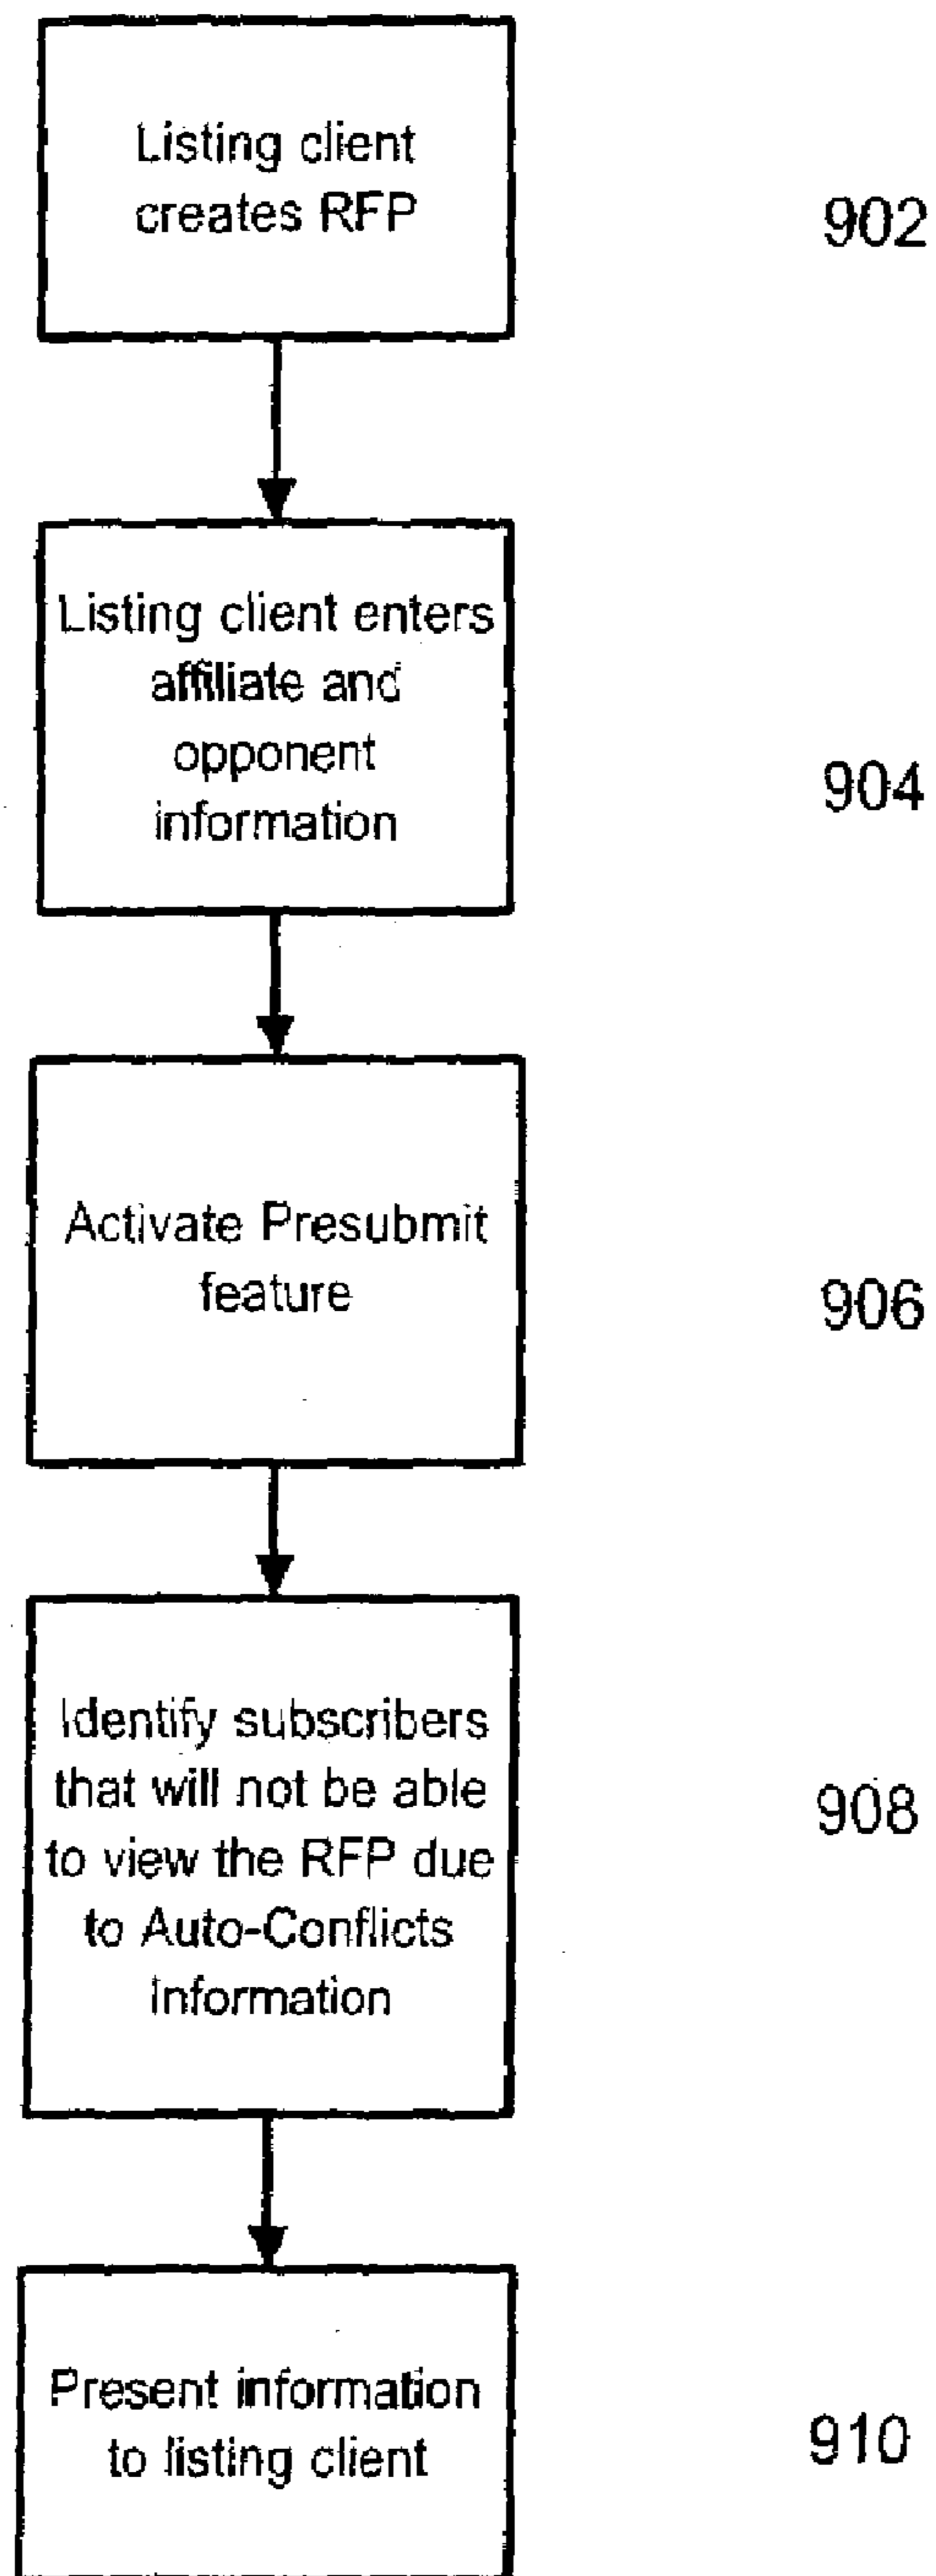 Listing client
creates RFP
902
Listing client enters
affiliate and
opponent
information
904
Activate Presubmit
feature
906
Identify subscribers
that will not be able
to view the RFP due
to Auto-Conflicts
Information
908
Present information
to listing client
910